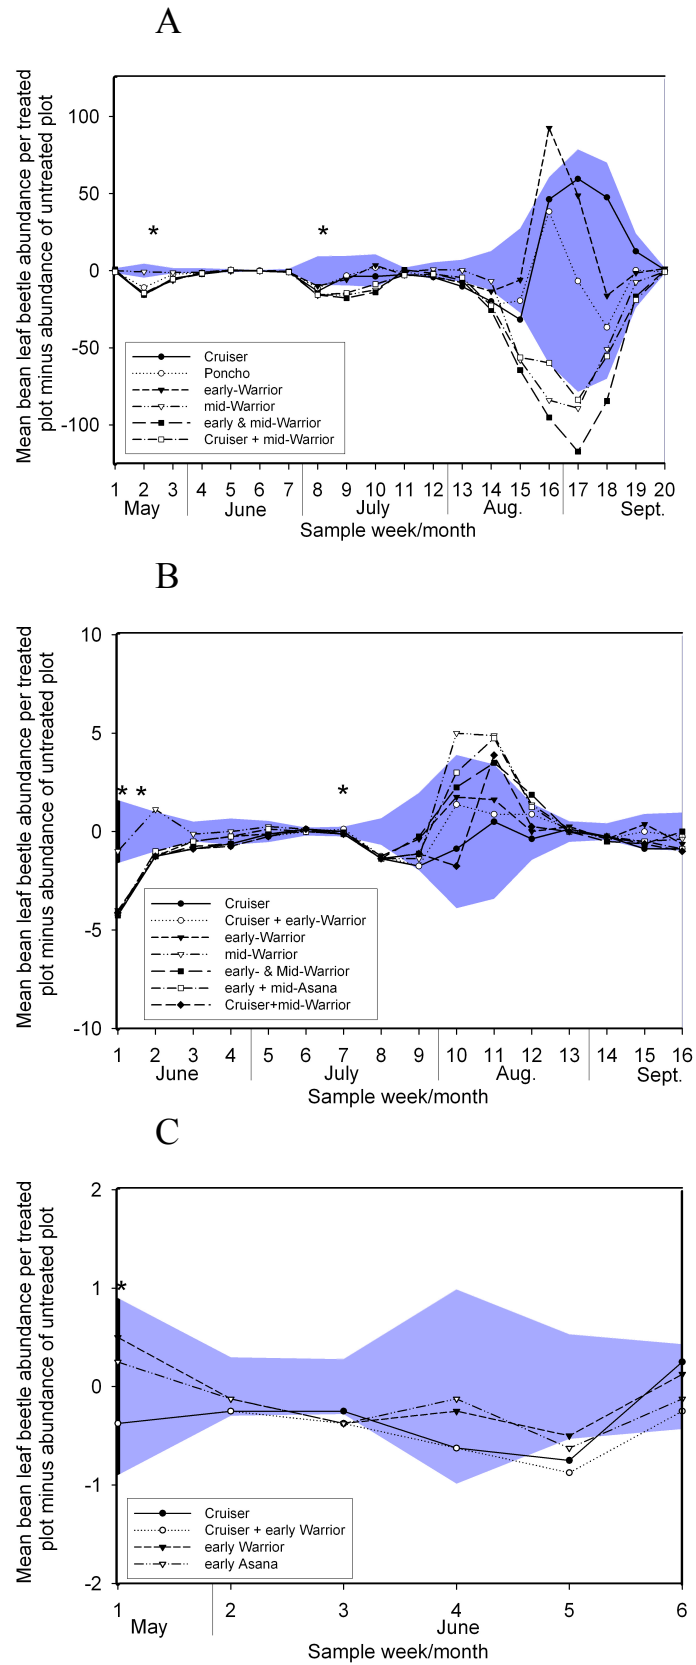 A
Mean bean leaf beetle abundance per treated
plot minus abundance of untreated plot
100
50
0
-50
-100
*
*
Cruiser
Poncho
early-Warrior
mid-Warrior
early & mid-Warrior
Cruiser + mid-Warrior
1 2 3 4 5 6 7 8 9 10 11 12 13 14 15 16 17 18 19 20
May June July Aug. Sept.
Sample week/month
B
Mean bean leaf beetle abundance per treated
plot minus abundance of untreated plot
10
5
0
-5
-10
* *
*
Cruiser
Cruiser + early-Warrior
early-Warrior
mid-Warrior
early- & Mid-Warrior
early + mid-Asana
Cruiser+mid-Warrior
1 2 3 4 5 6 7 8 9 10 11 12 13 14 15 16
June July Aug. Sept.
Sample week/month
C
Mean bean leaf beetle abundance per treated
plot minus abundance of untreated plot
2
1
0
-1
-2
*
Cruiser
Cruiser + early Warrior
early Warrior
early Asana
1 2 3 4 5 6
May June
Sample week/month